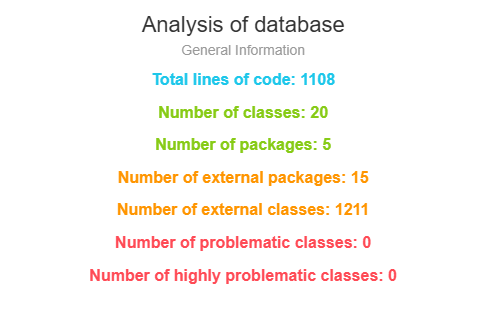 Analysis of database
General Information
Total lines of code: 1108
Number of classes: 20
Number of packages: 5
Number of external packages: 15
Number of external classes: 1211
Number of problematic classes: 0
Number of highly problematic classes: 0